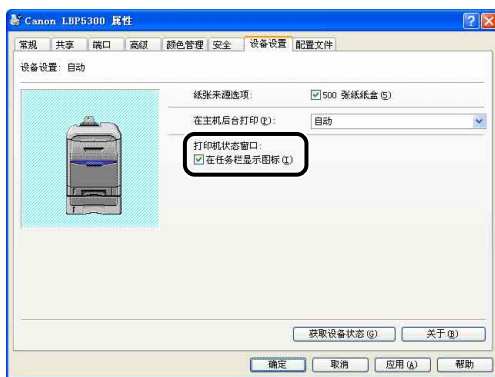 Canon LBP5300 属性
常规 共享 端口 高级 颜色管理 安全 设备设置 配置文件
设备设置: 自动
纸张来源选项: 500 张纸纸盒(5)
在主机后台打印(P): 自动
打印机状态窗口:
在任务栏显示图标(I)
获取设备状态(G) 关于(B)
确定 取消 应用(A) 帮助